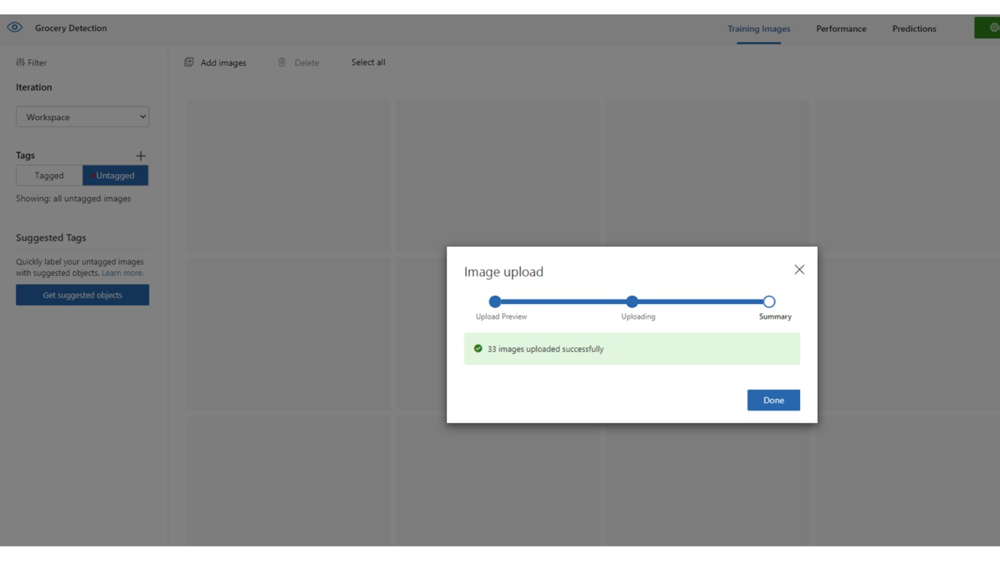 Grocery Detection
Training Images
Performance
Predictions
Filter
Add images
Delete
Select all
Iteration
Workspace
Tags
Tagged
Untagged
Showing: all untagged images
Suggested Tags
Quickly label your untagged images
with suggested objects. Learn more.
Get suggested objects
Image upload
Upload Preview
Uploading
Summary
33 images uploaded successfully
Done